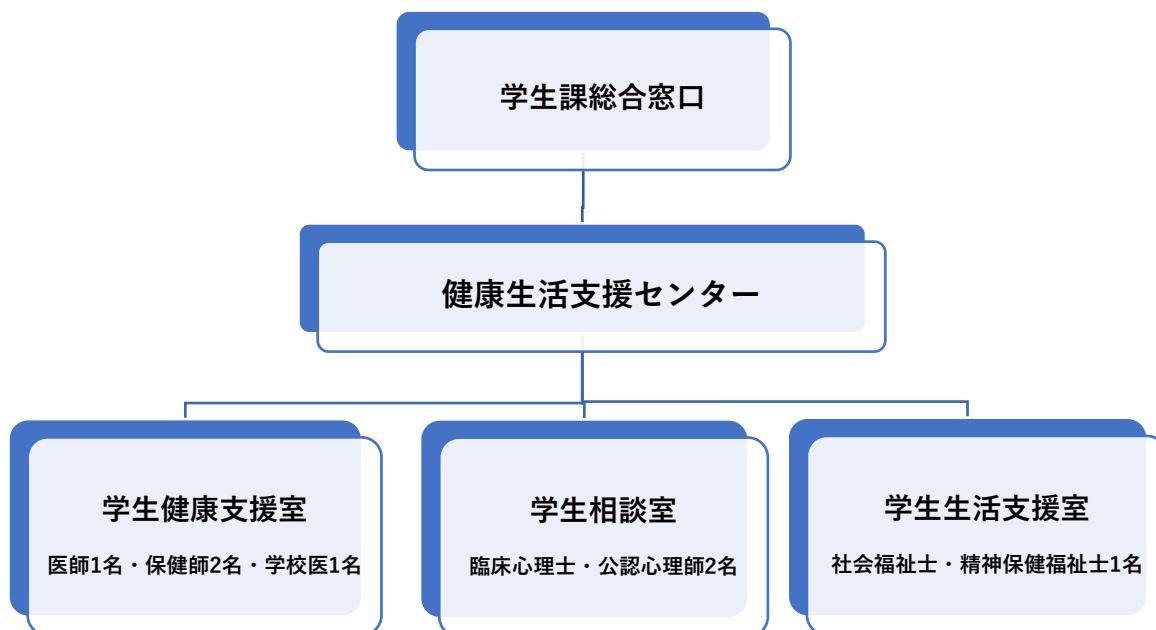 学生課総合窓口
健康生活支援センター
学生健康支援室
医師1名・保健師2名・学校医1名
学生相談室
臨床心理士・公認心理師2名
学生生活支援室
社会福祉士・精神保健福祉士1名